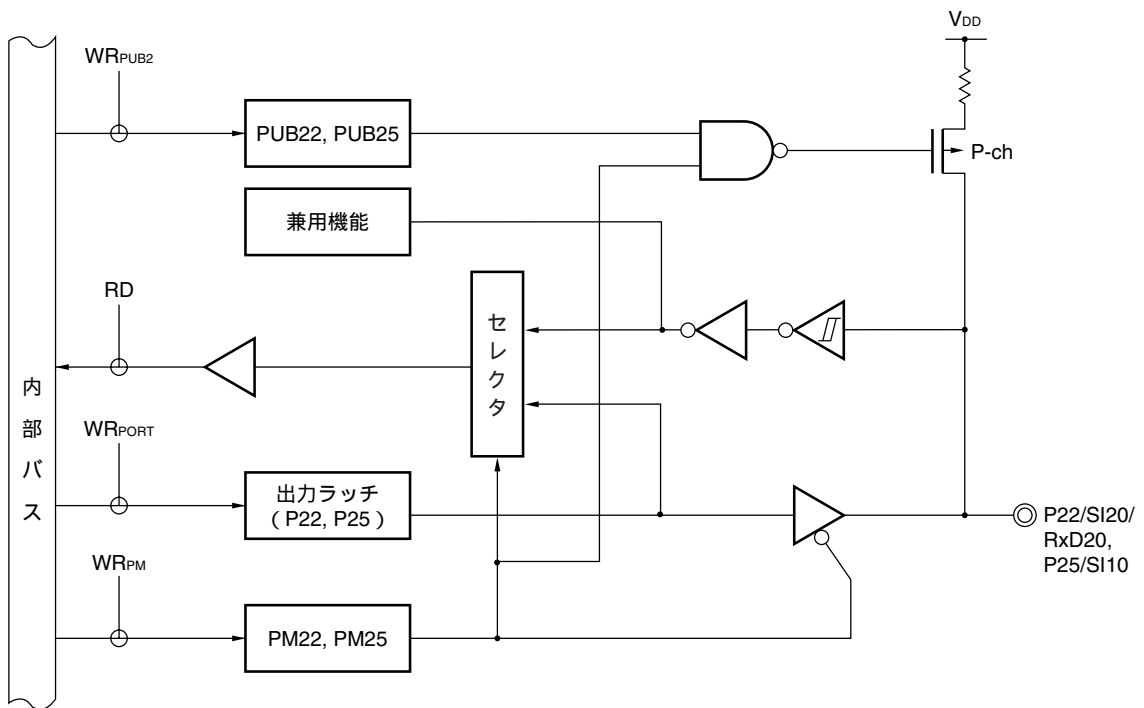 VDD
WRPUB2
PUB22, PUB25
P-ch
兼用機能
RD
セレクタ
内部バス
WRPORT
出力ラッチ
(P22, P25)
P22/SI20/
RxD20,
P25/SI10
WRPM
PM22, PM25